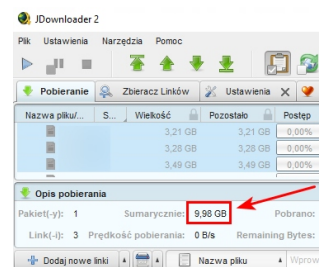 JDownloader 2
Plik Ustawienia Narzędzia Pomoc
Pobieranie Zbieracz Linków Ustawienia
Nazwa pliku/... S... Wielkość Pozostało Postęp
3,21 GB 3,21 GB 0,00%
3,28 GB 3,28 GB 0,00%
3,49 GB 3,49 GB 0,00%
Opis pobierania
Pakiet(-y): 1 Sumarycznie: 9,98 GB Pobrano:
Link(-i): 3 Prędkość pobierania: 0 B/s Remaining Bytes:
Dodaj nowe linki Nazwa pliku Wprow